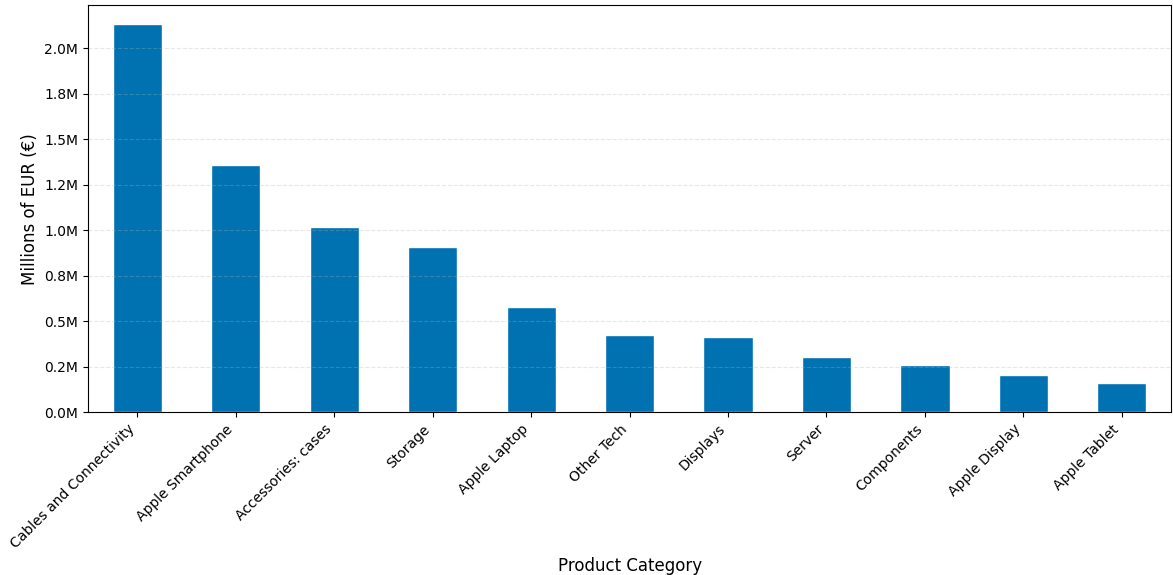 2.0M
1.8M
1.5M
1.2M
1.0M
0.8M
0.5M
0.2M
0.0M
Millions of EUR (€)
Cables and Connectivity
Apple Smartphone
Accessories: cases
Storage
Apple Laptop
Other Tech
Displays
Server
Components
Apple Display
Apple Tablet
Product Category